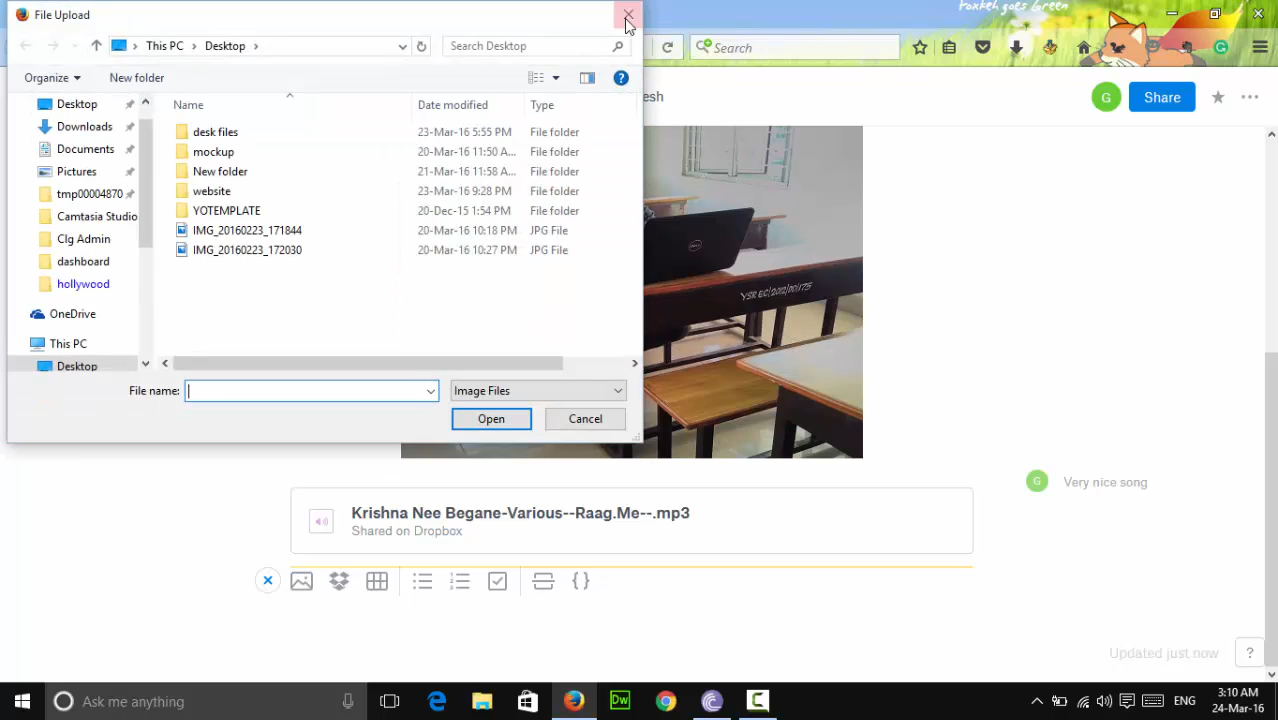 File Upload
foxkeh goes Green
This PC
Desktop
Search Desktop
Search
Organize
New folder
esh
G
Share
Desktop
Downloads
Documents
Pictures
tmp00004870
Camtasia Studio
Clg Admin
dashboard
hollywood
OneDrive
This PC
Desktop
Name
Date modified
Type
desk files
23-Mar-16 5:55 PM
File folder
mockup
20-Mar-16 11:50 A...
File folder
New folder
21-Mar-16 11:58 A...
File folder
website
23-Mar-16 9:28 PM
File folder
YOTEMPLATE
20-Dec-15 1:54 PM
File folder
IMG_20160223_171844
20-Mar-16 10:18 PM
JPG File
IMG_20160223_172030
20-Mar-16 10:27 PM
JPG File
File name:
Image Files
Open
Cancel
DELL
G
Very nice song
Krishna Nee Begane-Various--Raag.Me--.mp3
Shared on Dropbox
Updated just now
?
Ask me anything
Dw
ENG
3:10 AM
24-Mar-16